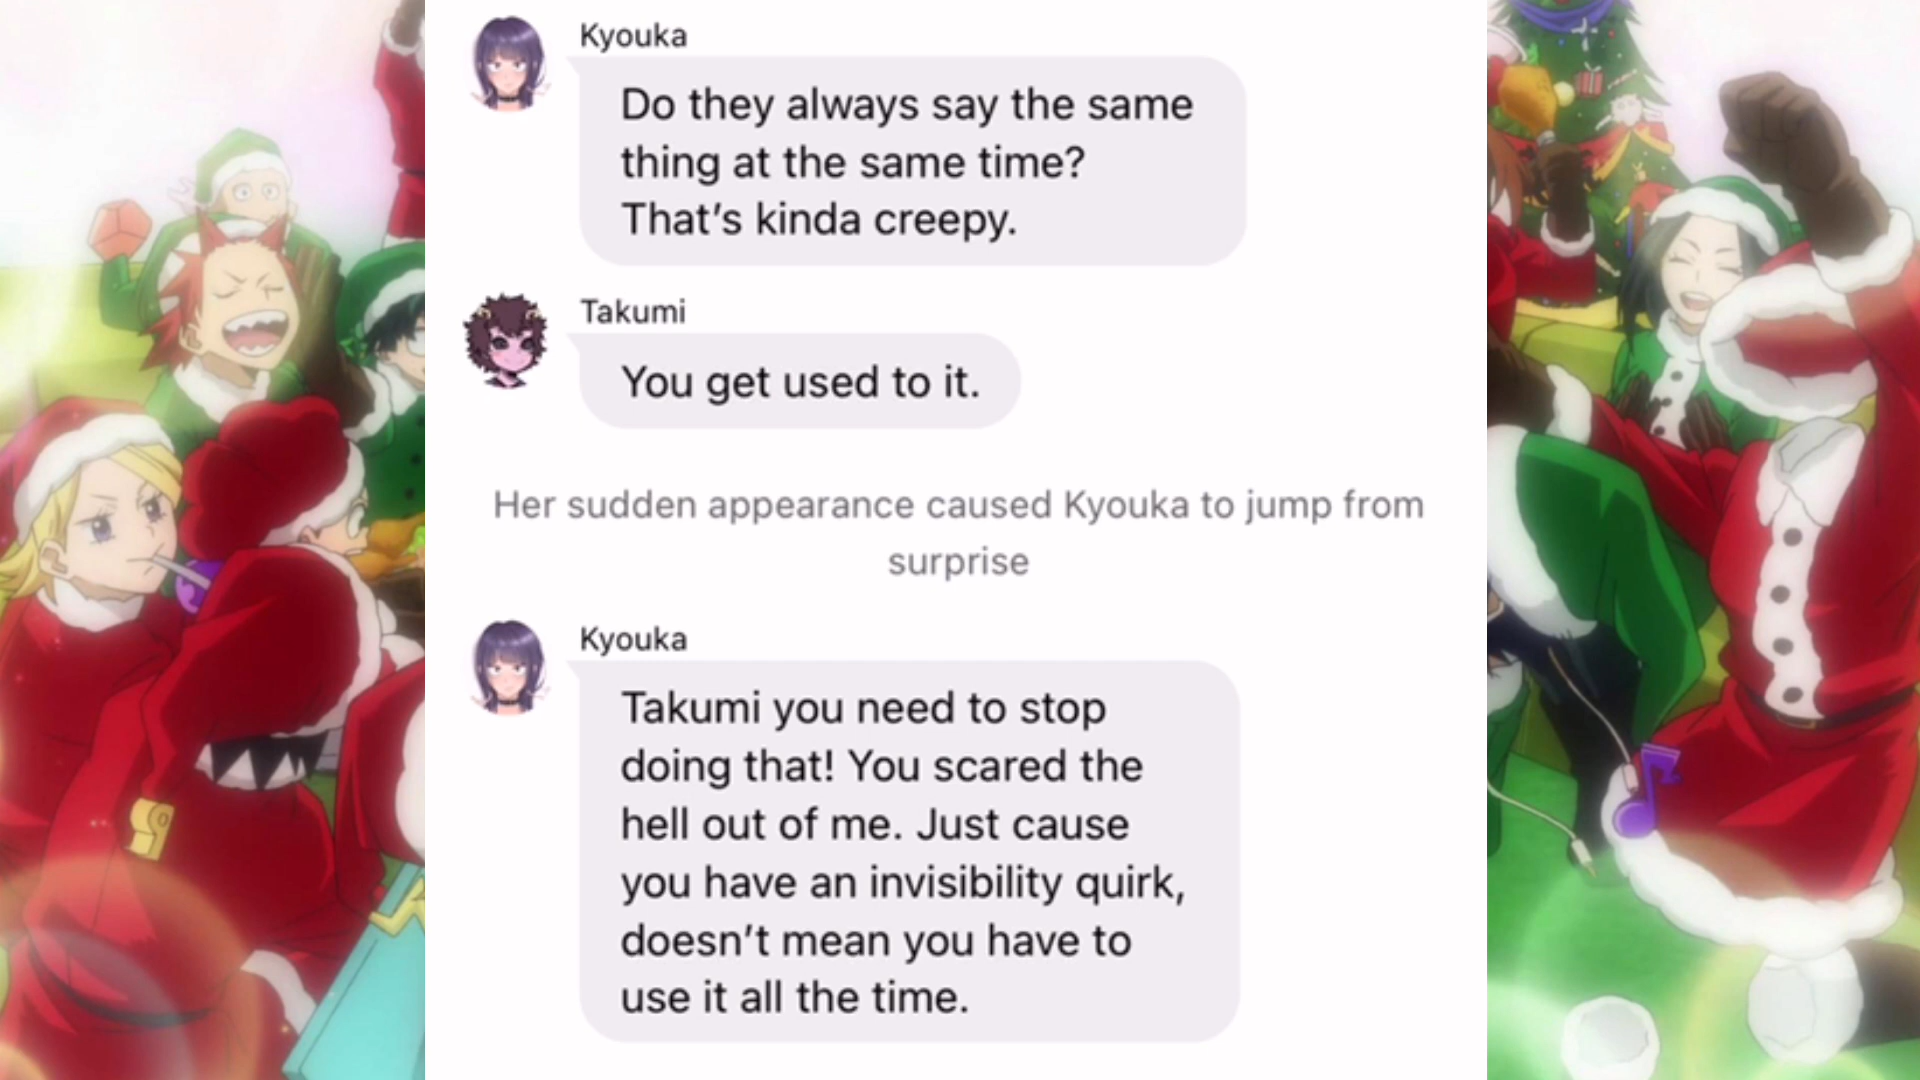 Kyouka
Do they always say the same
thing at the same time?
That's kinda creepy.
Takumi
You get used to it.
Her sudden appearance caused Kyouka to jump from
surprise
Kyouka
Takumi you need to stop
doing that! You scared the
hell out of me. Just cause
you have an invisibility quirk,
doesn't mean you have to
use it all the time.